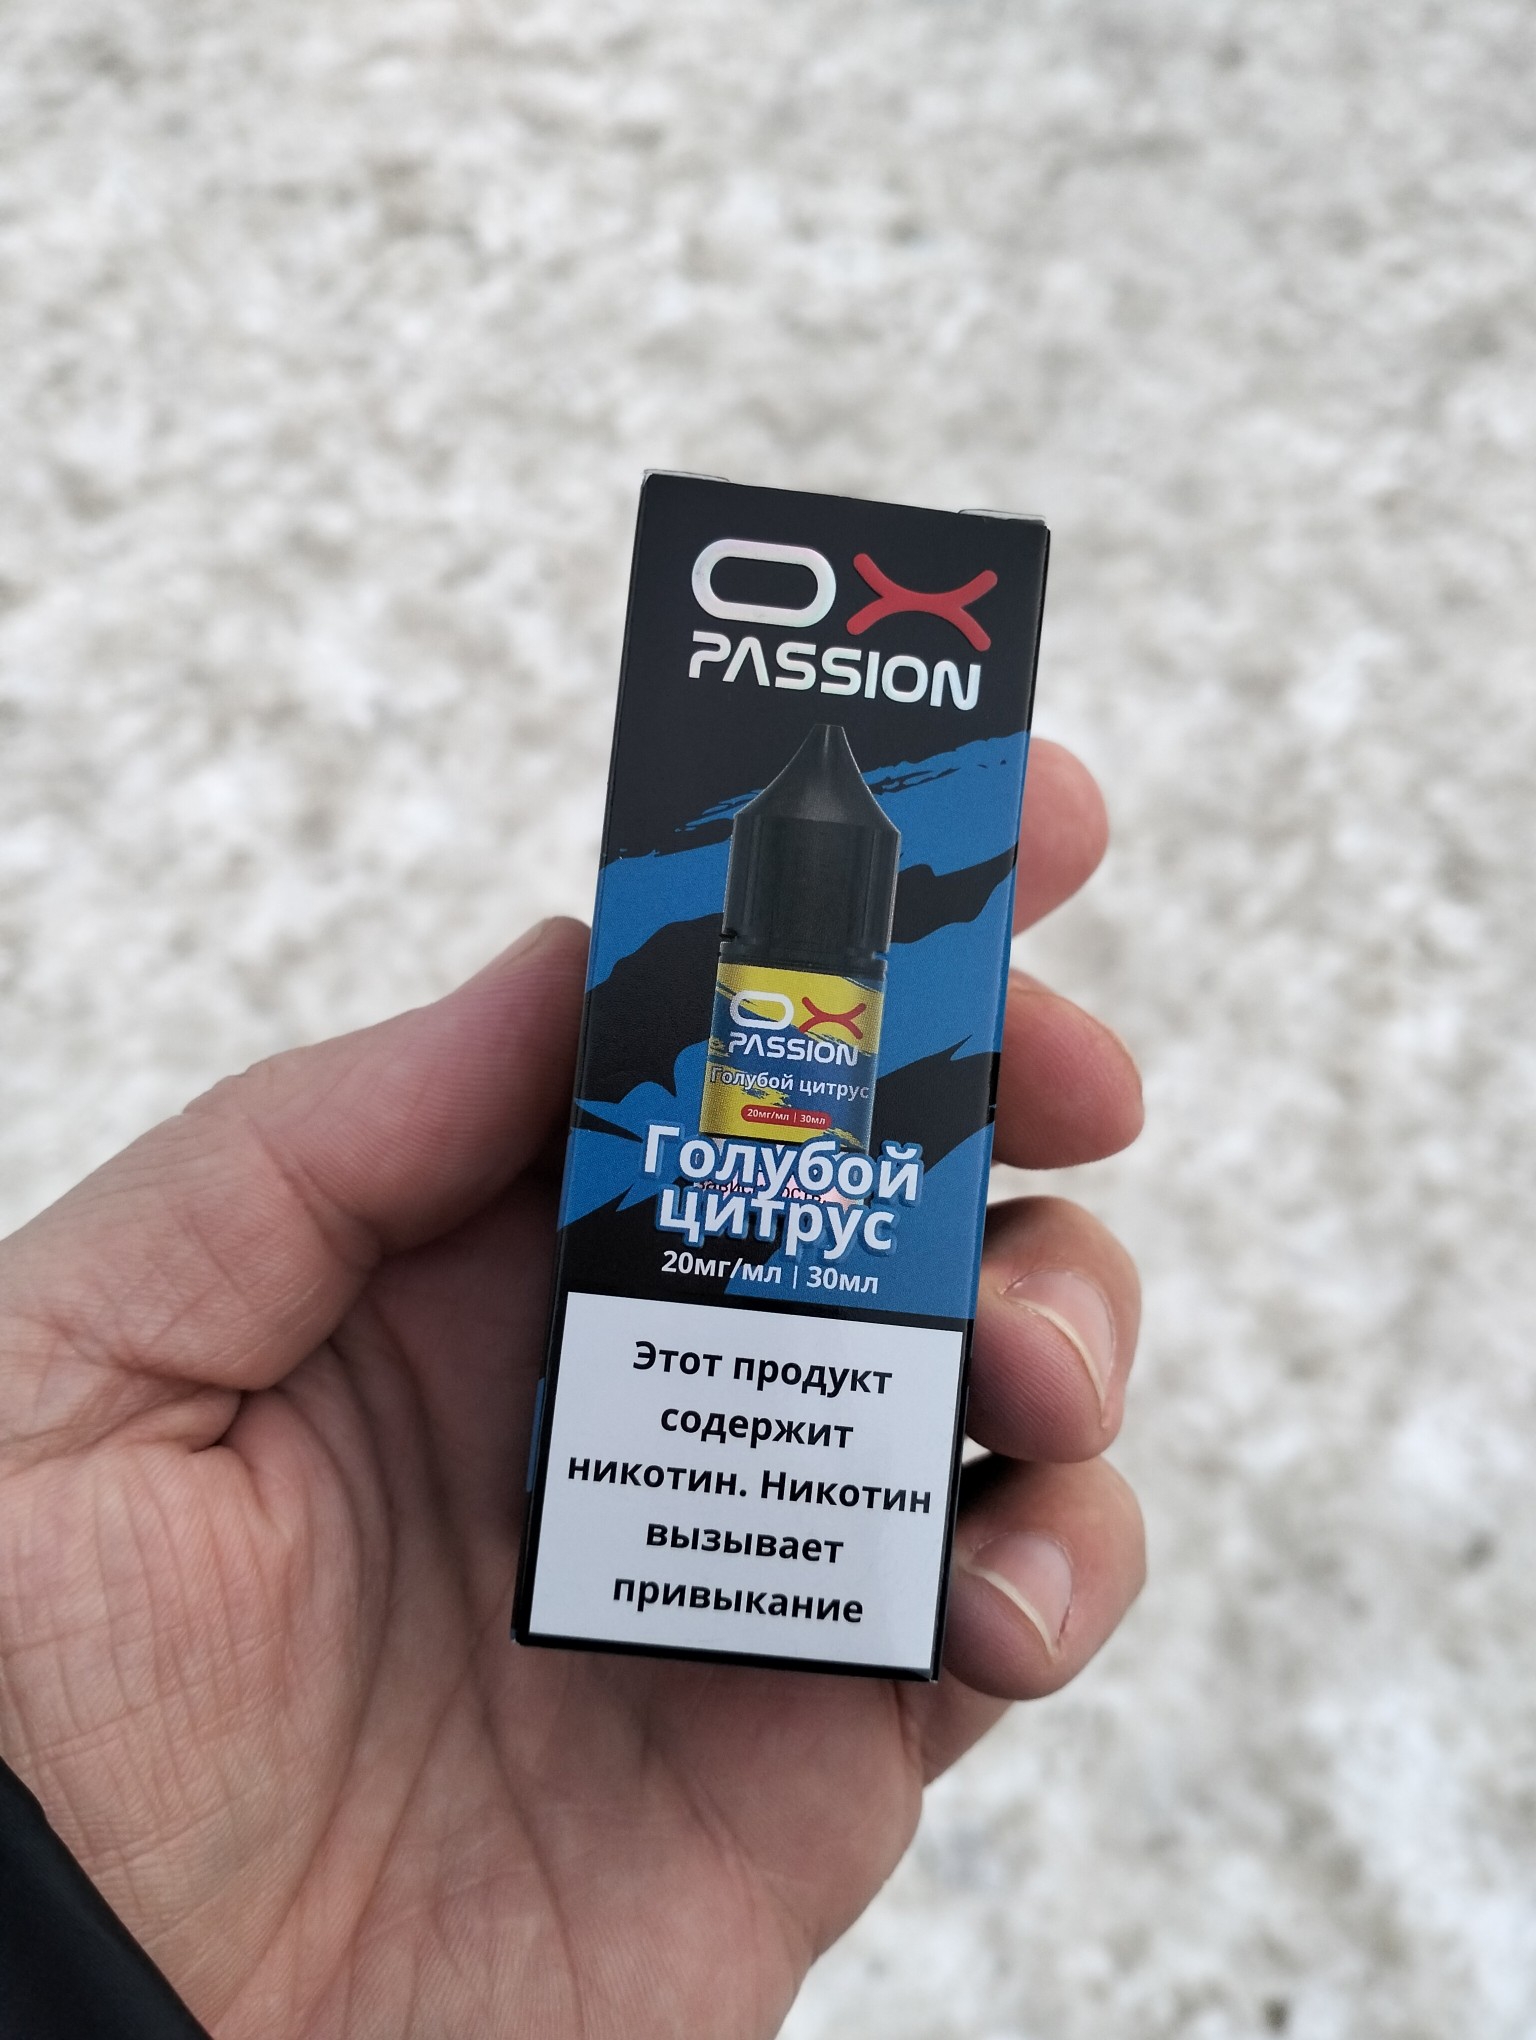 OX
PASSION
OX
PASSION
Голубой цитрус
20мг/мл | 30мл
Голубой
цитрус
20мг/мл | 30мл
Этот продукт
содержит
никотин. Никотин
вызывает
привыкание